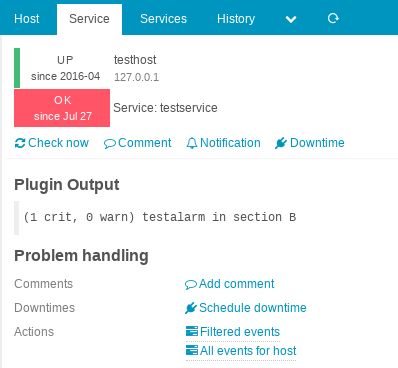 Host Service Services History
UP testhost
since 2016-04 127.0.0.1
OK Service: testservice
since Jul 27
Check now Comment Notification Downtime
Plugin Output
(1 crit, 0 warn) testalarm in section B
Problem handling
Comments Add comment
Downtimes Schedule downtime
Actions Filtered events
All events for host